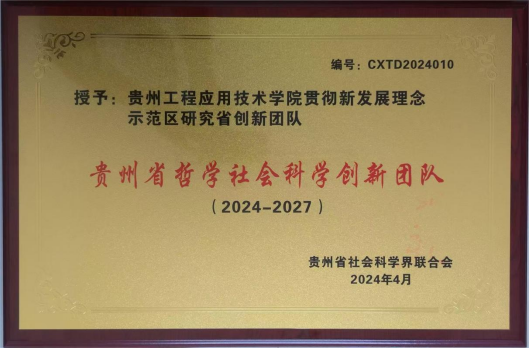 编号：CXTD2024010
授予：贵州工程应用技术学院贯彻新发展理念
示范区研究省创新团队
贵州省哲学社会科学创新团队
（2024-2027）
贵州省社会科学界联合会
2024年4月